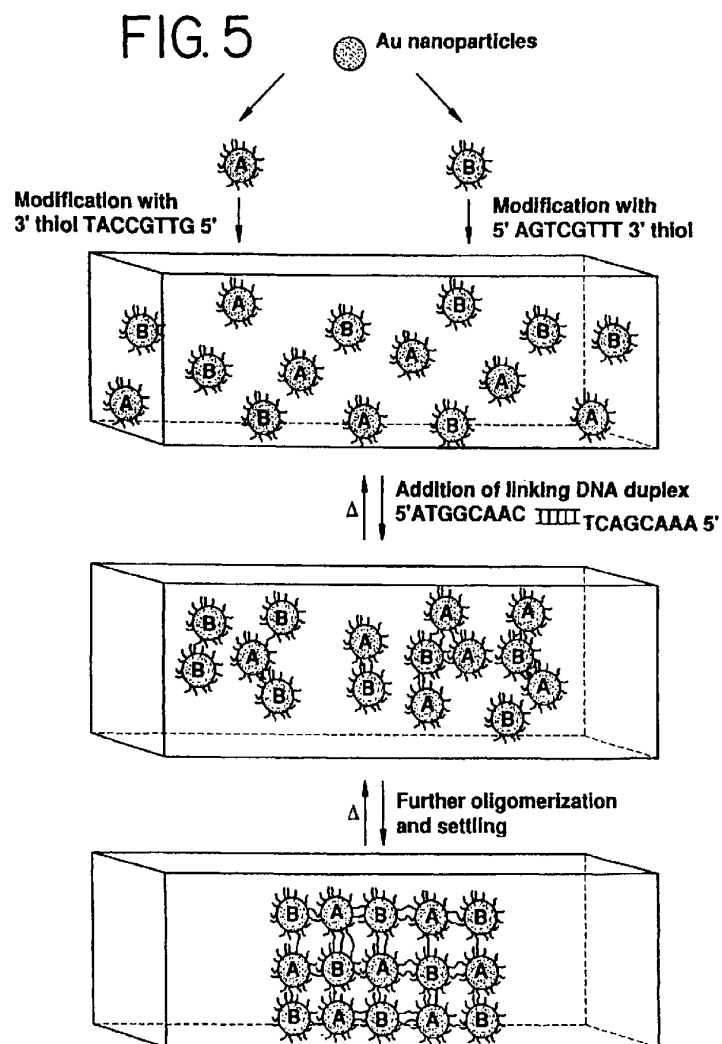 FIG. 5
Au nanoparticles
A B
Modification with
3' thiol TACCGTTG 5'
Modification with
5' AGTCGTTT 3' thiol
A B
B B B B
B A A A
A B A B A
Δ
Addition of linking DNA duplex
5'ATGGCAAC
TCAGCAAA 5'
B B A A
B A A B A B
B B A B A
Δ
Further oligomerization
and settling
B A B A B
A B A B A
B A B A B